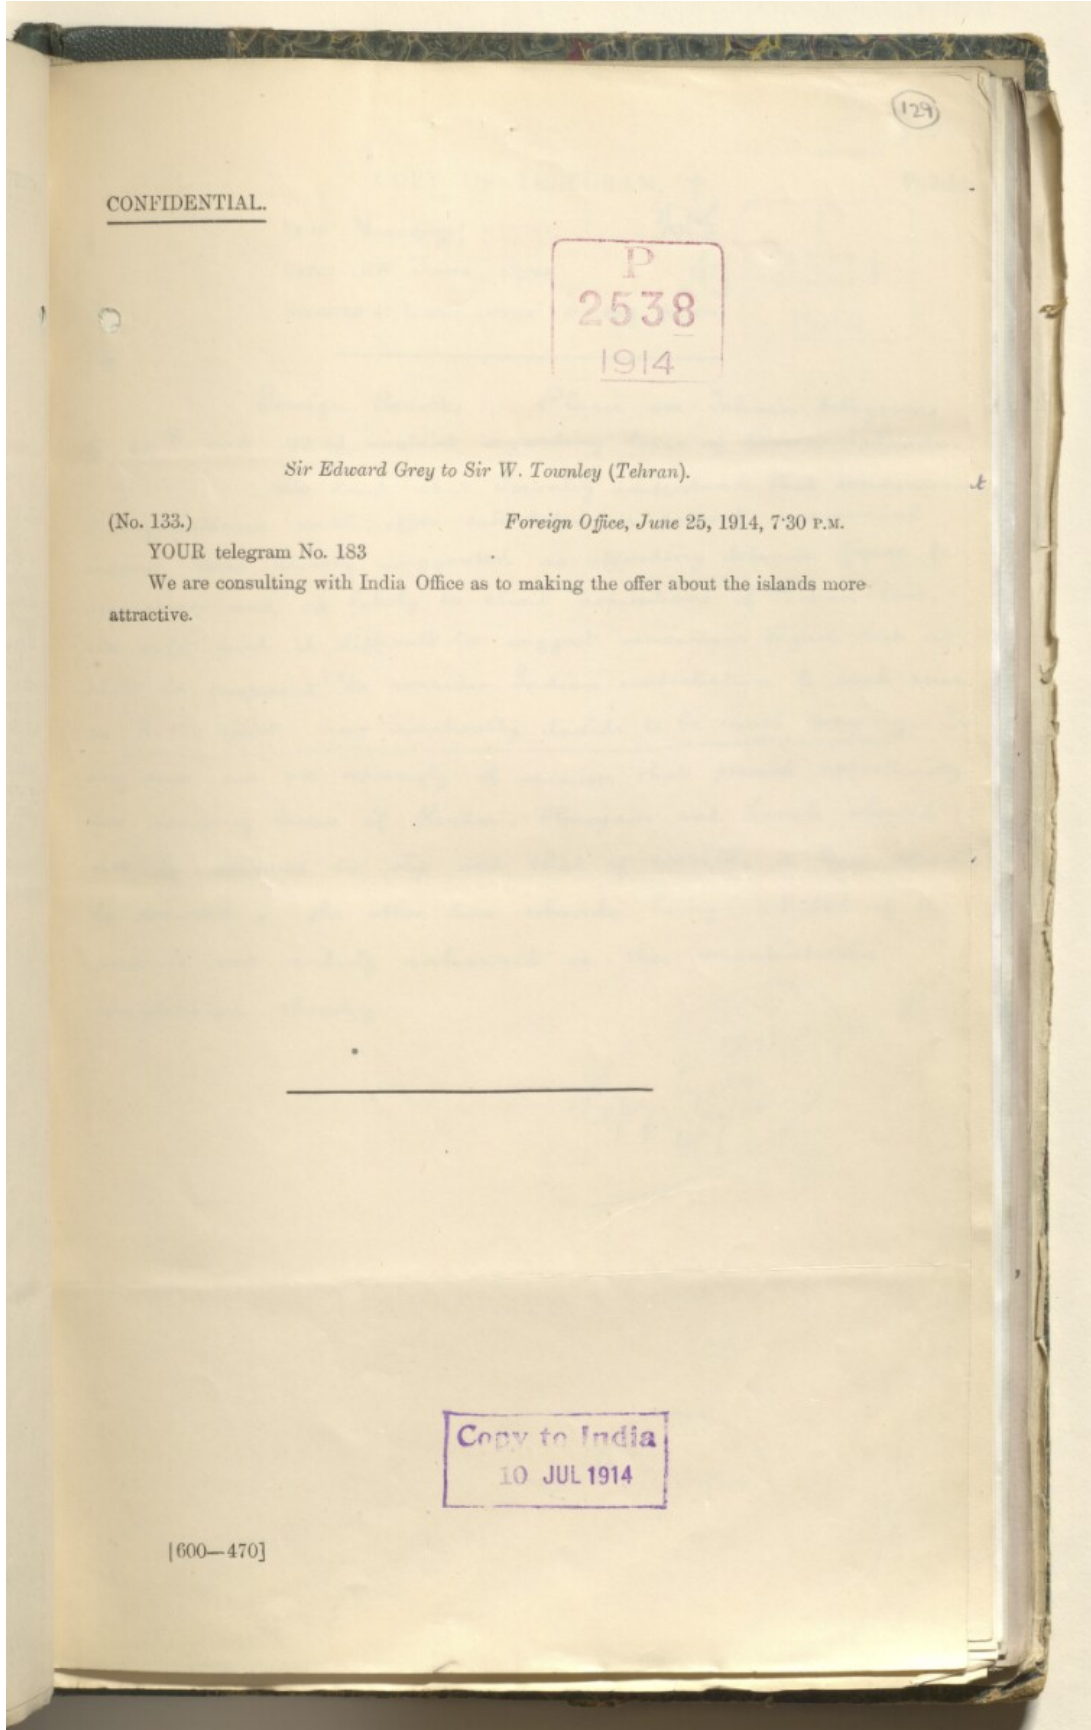 129
CONFIDENTIAL.
P
2538
1914
Sir Edward Grey to Sir W. Townley (Tehran).
(No. 133.) Foreign Office, June 25, 1914, 7·30 P.M.
YOUR telegram No. 183
We are consulting with India Office as to making the offer about the islands more
attractive.
Copy to India
10 JUL 1914
[600—470]